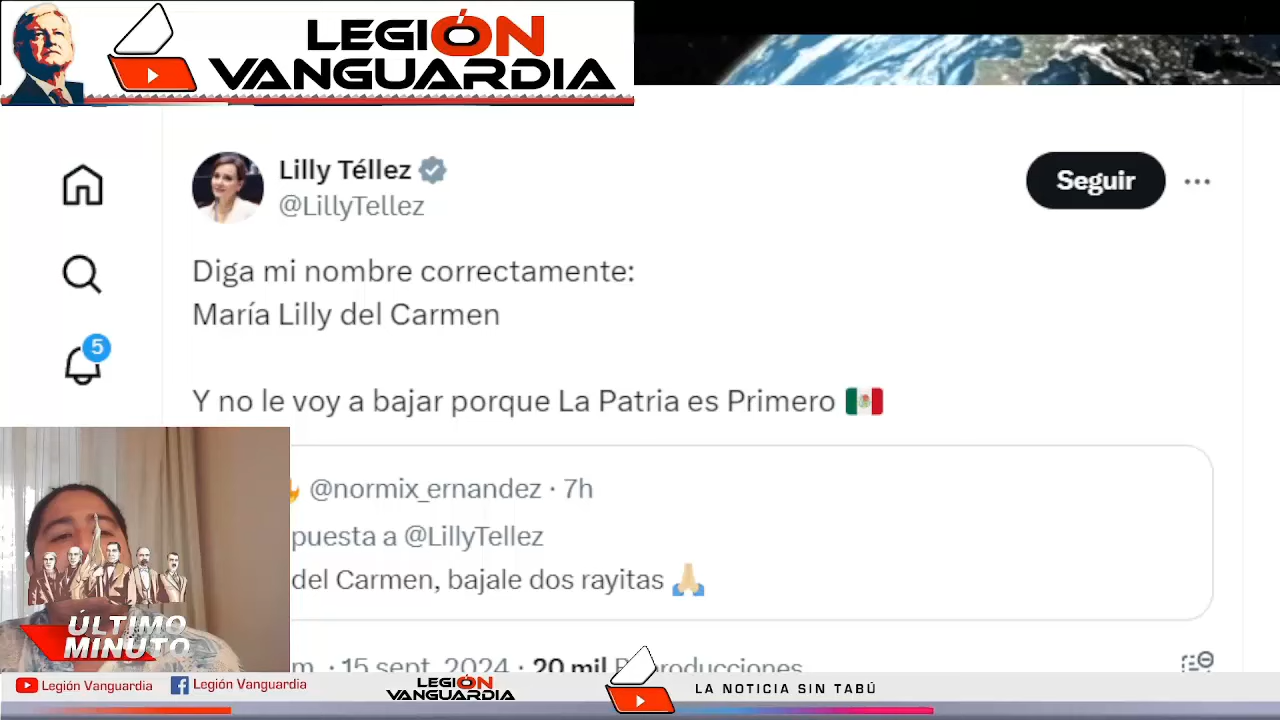 LEGIÓN
VANGUARDIA
Lilly Téllez
@LillyTellez
Seguir
Diga mi nombre correctamente:
María Lilly del Carmen
5
Y no le voy a bajar porque La Patria es Primero
@normix_ernandez · 7h
puesta a @LillyTellez
del Carmen, bajale dos rayitas
ÚLTIMO
MINUTO
m. · 15 sept. 2024 · 20 mil
Legión Vanguardia
Legión Vanguardia
LEGIÓN
VANGUARDIA
LA NOTICIA SIN TABÚ